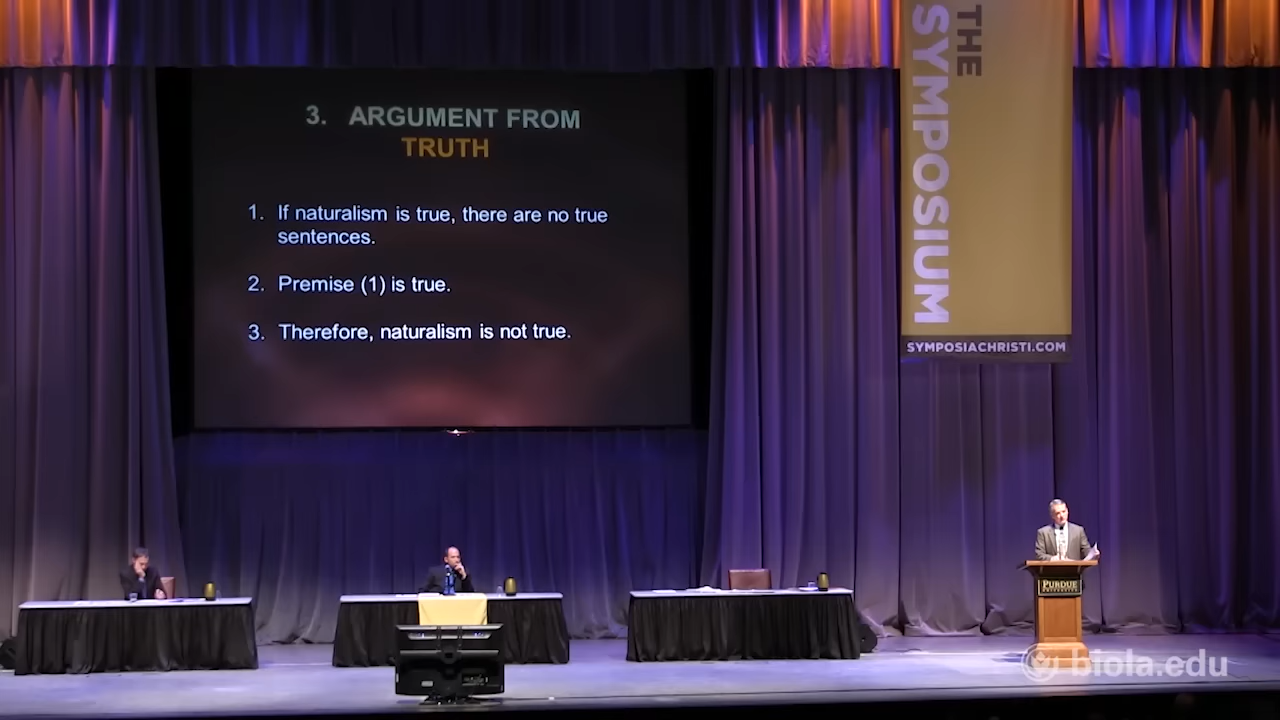 3. ARGUMENT FROM
TRUTH
1. If naturalism is true, there are no true
sentences.
2. Premise (1) is true.
3. Therefore, naturalism is not true.
THE
SYMPOSIUM
SYMPOSIACHRISTI.COM
PURDUE
biola.edu